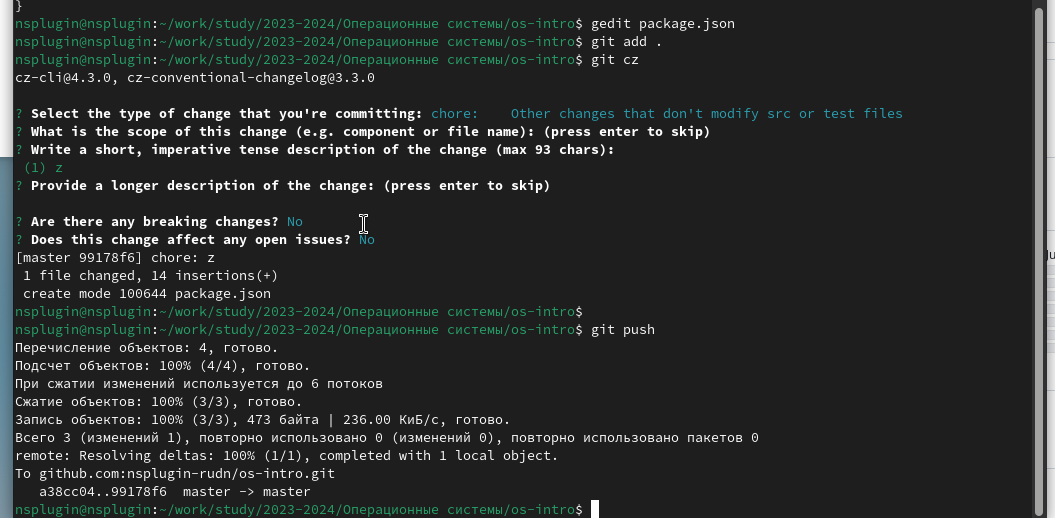 }
nsplugin@nsplugin:~/work/study/2023-2024/Операционные системы/os-intro$ gedit package.json
nsplugin@nsplugin:~/work/study/2023-2024/Операционные системы/os-intro$ git add .
nsplugin@nsplugin:~/work/study/2023-2024/Операционные системы/os-intro$ git cz
cz-cli@4.3.0, cz-conventional-changelog@3.3.0

? Select the type of change that you're committing: chore:    Other changes that don't modify src or test files
? What is the scope of this change (e.g. component or file name): (press enter to skip)
? Write a short, imperative tense description of the change (max 93 chars):
 (1) z
? Provide a longer description of the change: (press enter to skip)

? Are there any breaking changes? No
? Does this change affect any open issues? No
[master 99178f6] chore: z
 1 file changed, 14 insertions(+)
 create mode 100644 package.json
nsplugin@nsplugin:~/work/study/2023-2024/Операционные системы/os-intro$
nsplugin@nsplugin:~/work/study/2023-2024/Операционные системы/os-intro$ git push
Перечисление объектов: 4, готово.
Подсчет объектов: 100% (4/4), готово.
При сжатии изменений используется до 6 потоков
Сжатие объектов: 100% (3/3), готово.
Запись объектов: 100% (3/3), 473 байта | 236.00 КиБ/с, готово.
Всего 3 (изменений 1), повторно использовано 0 (изменений 0), повторно использовано пакетов 0
remote: Resolving deltas: 100% (1/1), completed with 1 local object.
To github.com:nsplugin-rudn/os-intro.git
   a38cc04..99178f6  master -> master
nsplugin@nsplugin:~/work/study/2023-2024/Операционные системы/os-intro$